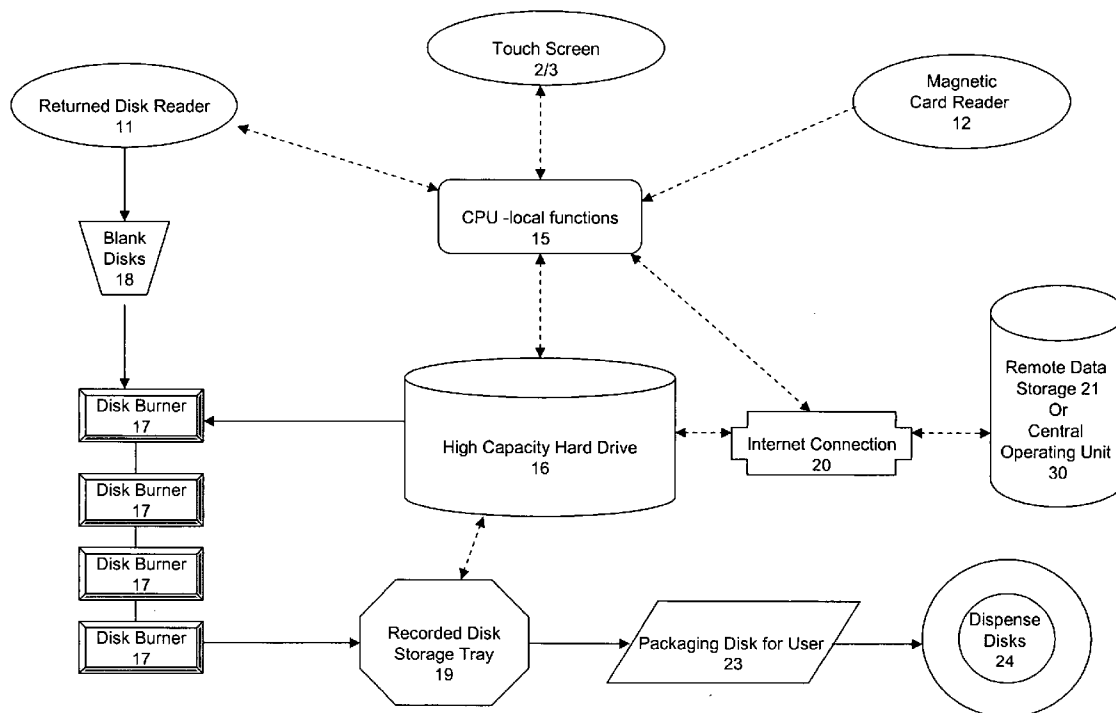 Touch Screen
2/3
Returned Disk Reader
11
Magnetic
Card Reader
12
CPU -local functions
15
Blank
Disks
18
Remote Data
Storage 21
Or
Central
Operating Unit
30
Disk Burner
17
High Capacity Hard Drive
16
Internet Connection
20
Disk Burner
17
Disk Burner
17
Disk Burner
17
Recorded Disk
Storage Tray
19
Packaging Disk for User
23
Dispense
Disks
24